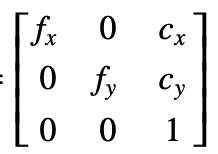 = [ f_x 0 c_x
0 f_y c_y
0 0 1 ]